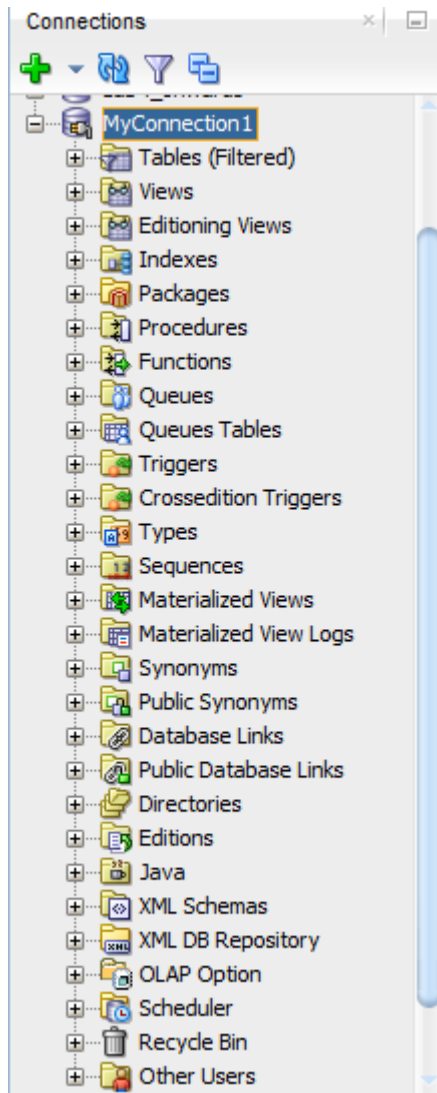 Connections
MyConnection1
Tables (Filtered)
Views
Editioning Views
Indexes
Packages
Procedures
Functions
Queues
Queues Tables
Triggers
Crossedition Triggers
Types
Sequences
Materialized Views
Materialized View Logs
Synonyms
Public Synonyms
Database Links
Public Database Links
Directories
Editions
Java
XML Schemas
XML DB Repository
OLAP Option
Scheduler
Recycle Bin
Other Users